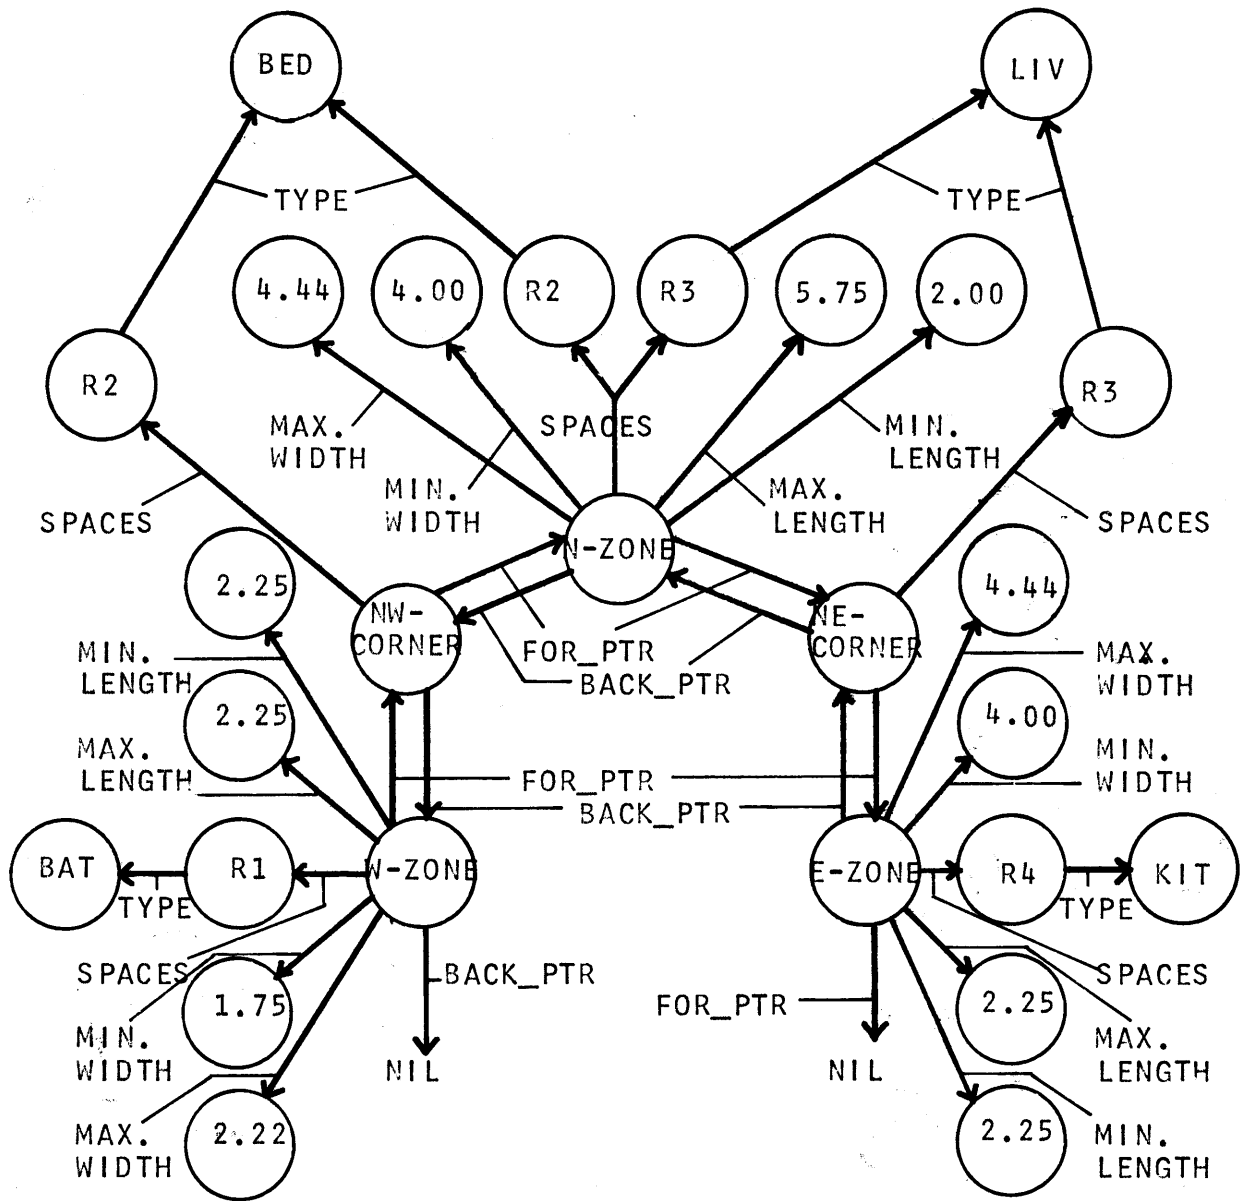 BED
LIV
TYPE
TYPE
4.44
4.00
R2
R3
5.75
2.00
R2
R3
MAX.
WIDTH
SPACES
MIN.
LENGTH
MIN.
WIDTH
MAX.
LENGTH
SPACES
SPACES
N-ZONE
2.25
4.44
NW-
CORNER
NE-
CORNER
FOR_PTR
BACK_PTR
MIN.
LENGTH
MAX.
WIDTH
2.25
4.00
MAX.
LENGTH
MIN.
WIDTH
FOR_PTR
BACK_PTR
BAT
R1
W-ZONE
E-ZONE
R4
KIT
TYPE
TYPE
SPACES
BACK_PTR
SPACES
1.75
FOR_PTR
2.25
MIN.
WIDTH
MAX.
LENGTH
NIL
NIL
2.22
2.25
MAX.
WIDTH
MIN.
LENGTH